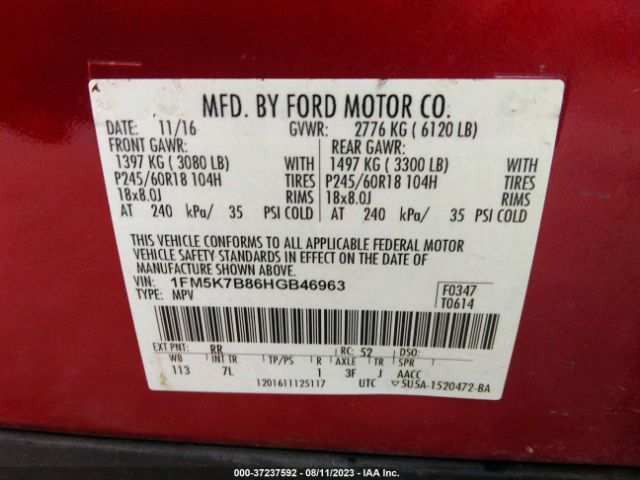 MFD. BY FORD MOTOR CO.
DATE: 11/16 GVWR: 2776 KG ( 6120 LB)
FRONT GAWR: REAR GAWR:
1397 KG ( 3080 LB) WITH 1497 KG ( 3300 LB) WITH
P245/60R18 104H TIRES P245/60R18 104H TIRES
18x8.0J RIMS 18x8.0J RIMS
AT 240 kPa/ 35 PSI COLD AT 240 kPa/ 35 PSI COLD
THIS VEHICLE CONFORMS TO ALL APPLICABLE FEDERAL MOTOR
VEHICLE SAFETY STANDARDS IN EFFECT ON THE DATE OF
MANUFACTURE SHOWN ABOVE.
VIN: 1FM5K7B86HGB46963 F0347
TYPE: MPV T0614
EXT PNT: RR RC: 52 DSO:
WB INT TR TP/PS R AXLE TR SPR
113 7L 1 3F J AACC
1201611125117 UTC ▽5U5A-1520472-BA
000-37237592 - 08/11/2023 - IAA Inc.